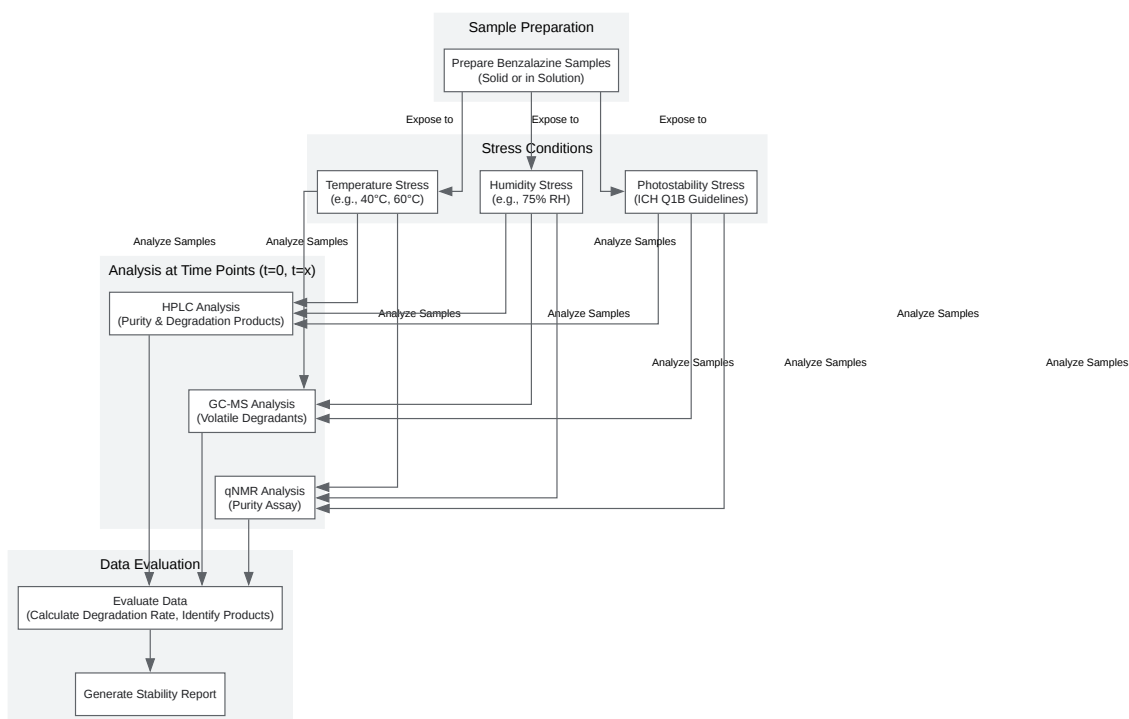 Sample Preparation
Prepare Benzalazine Samples
(Solid or in Solution)
Expose to
Expose to
Expose to
Stress Conditions
Temperature Stress
(e.g., 40°C, 60°C)
Humidity Stress
(e.g., 75% RH)
Photostability Stress
(ICH Q1B Guidelines)
Analyze Samples
Analyze Samples
Analyze Samples
Analysis at Time Points (t=0, t=x)
HPLC Analysis
(Purity & Degradation Products)
Analyze Samples
Analyze Samples
Analyze Samples
Analyze Samples
Analyze Samples
Analyze Samples
GC-MS Analysis
(Volatile Degradants)
qNMR Analysis
(Purity Assay)
Data Evaluation
Evaluate Data
(Calculate Degradation Rate, Identify Products)
Generate Stability Report